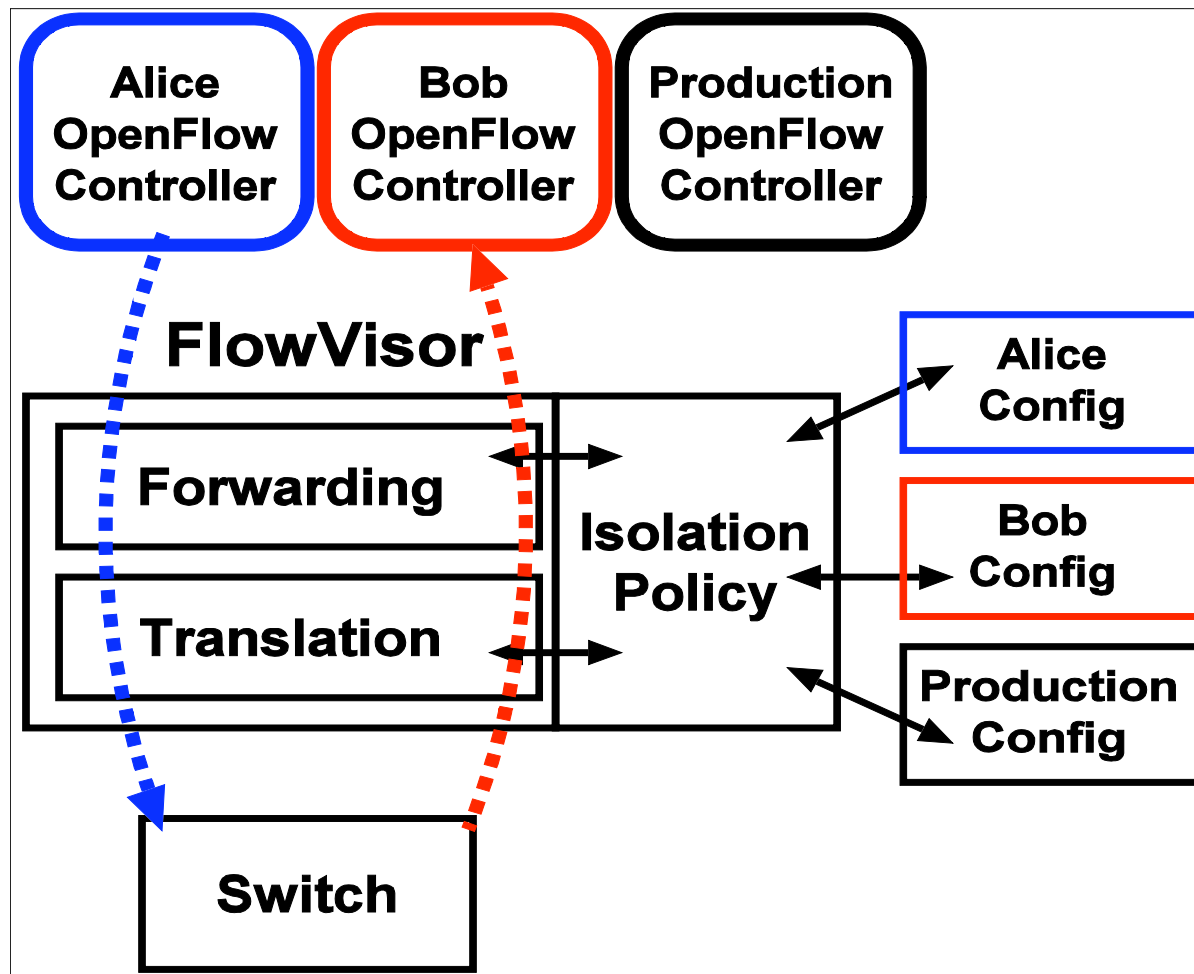 Alice
OpenFlow
Controller
Bob
OpenFlow
Controller
Production
OpenFlow
Controller
FlowVisor
Forwarding
Translation
Isolation
Policy
Alice
Config
Bob
Config
Production
Config
Switch